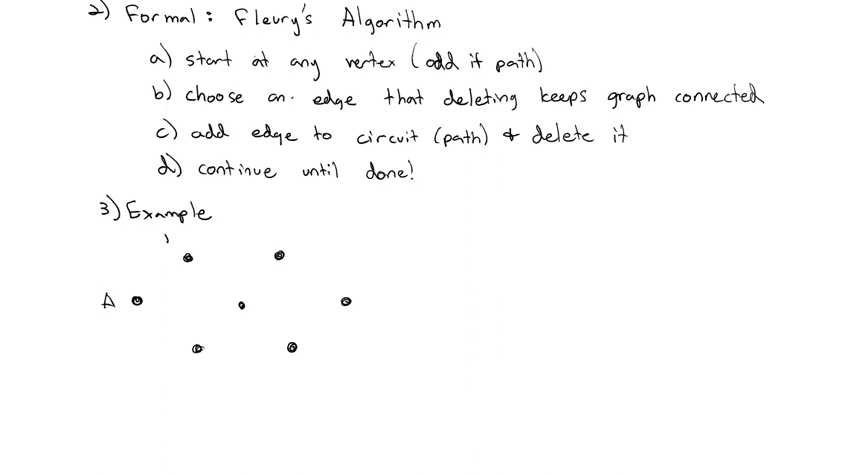 2) Formal: Fleury's Algorithm
a) start at any vertex (odd if path)
b) choose an edge that deleting keeps graph connected
c) add edge to circuit (path) & delete it
d) continue until done!
3) Example
A